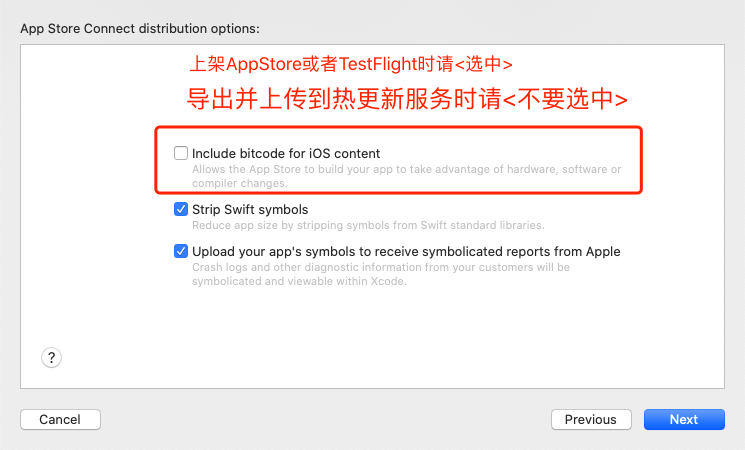 App Store Connect distribution options:
上架AppStore或者TestFlight时请<选中>
导出并上传到热更新服务时请<不要选中>
Include bitcode for iOS content
Allows the App Store to build your app to take advantage of hardware, software or
compiler changes.
Strip Swift symbols
Reduce app size by stripping symbols from Swift standard libraries.
Upload your app's symbols to receive symbolicated reports from Apple
Crash logs and other diagnostic information from your customers will be
symbolicated and viewable within Xcode.
?
Cancel
Previous
Next